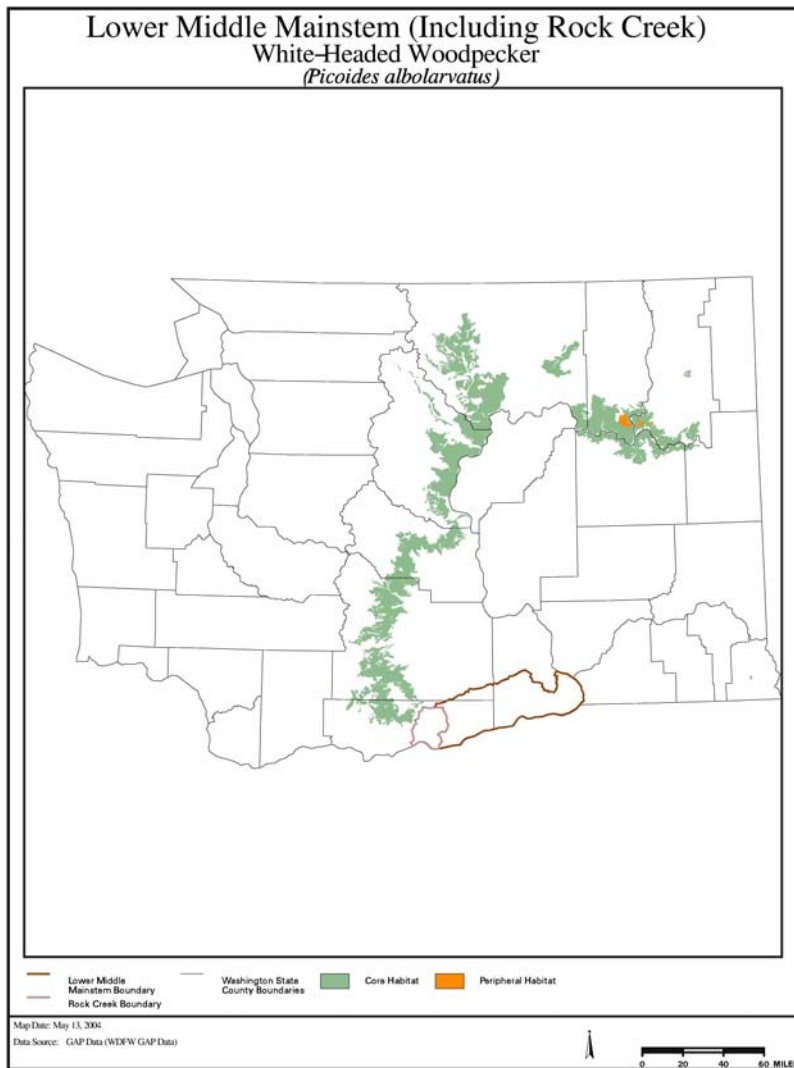 Lower Middle Mainstem (Including Rock Creek)
White-Headed Woodpecker
(Picoides albolarvatus)
Lower Middle
Mainstem Boundary
Rock Creek Boundary
Washington State
County Boundaries
Core Habitat
Peripheral Habitat
Map Date: May 13, 2004
Data Source: GAP Data (WDFW GAP Data)
0 20 40 60 MILES